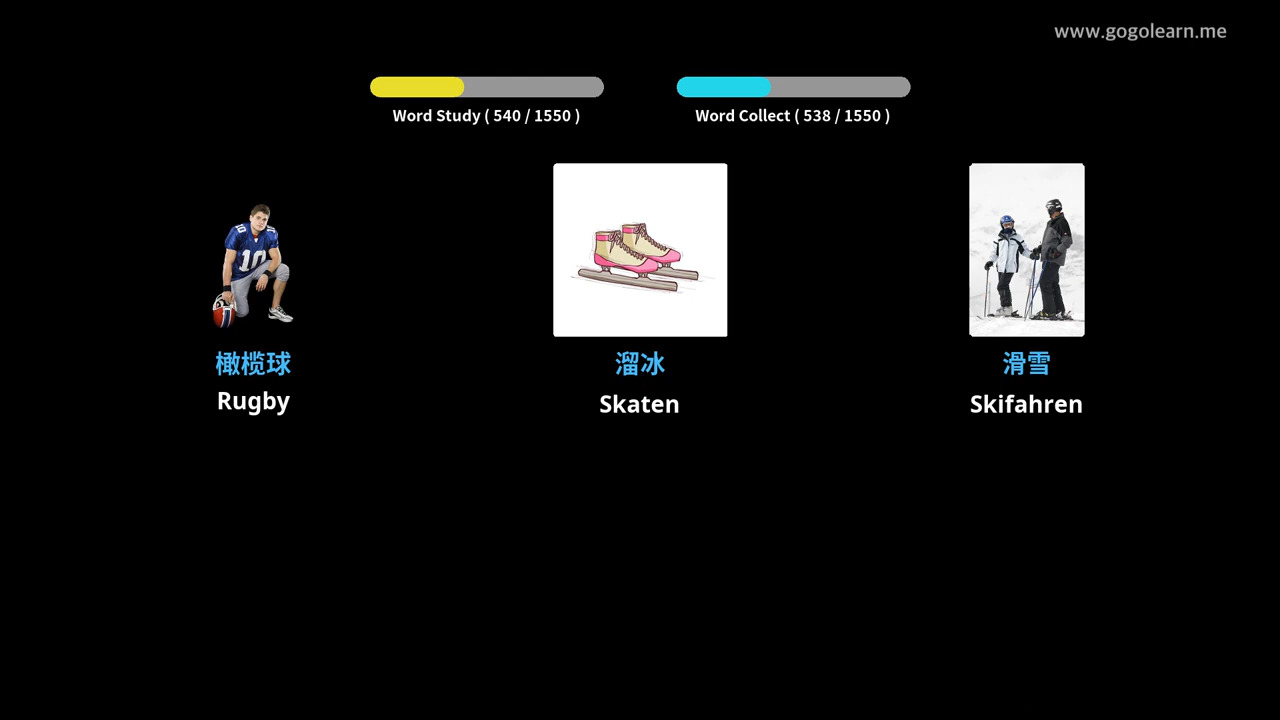 www.gogolearn.me
Word Study ( 540 / 1550 )
Word Collect ( 538 / 1550 )
10
橄榄球
Rugby
溜冰
Skaten
滑雪
Skifahren